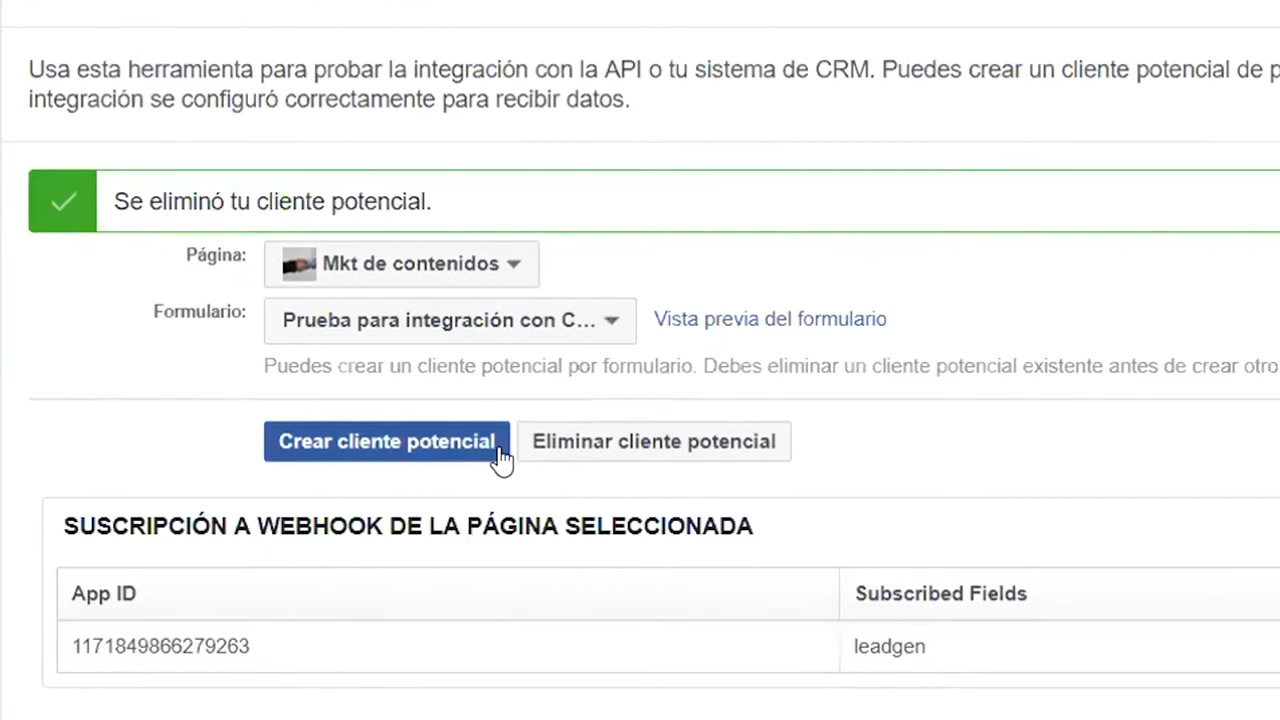 Usa esta herramienta para probar la integración con la API o tu sistema de CRM. Puedes crear un cliente potencial de
integración se configuró correctamente para recibir datos.
Se eliminó tu cliente potencial.
Página: Mkt de contenidos
Formulario: Prueba para integración con C... Vista previa del formulario
Puedes crear un cliente potencial por formulario. Debes eliminar un cliente potencial existente antes de crear otro
Crear cliente potencial Eliminar cliente potencial
SUSCRIPCIÓN A WEBHOOK DE LA PÁGINA SELECCIONADA
App ID Subscribed Fields
1171849866279263 leadgen